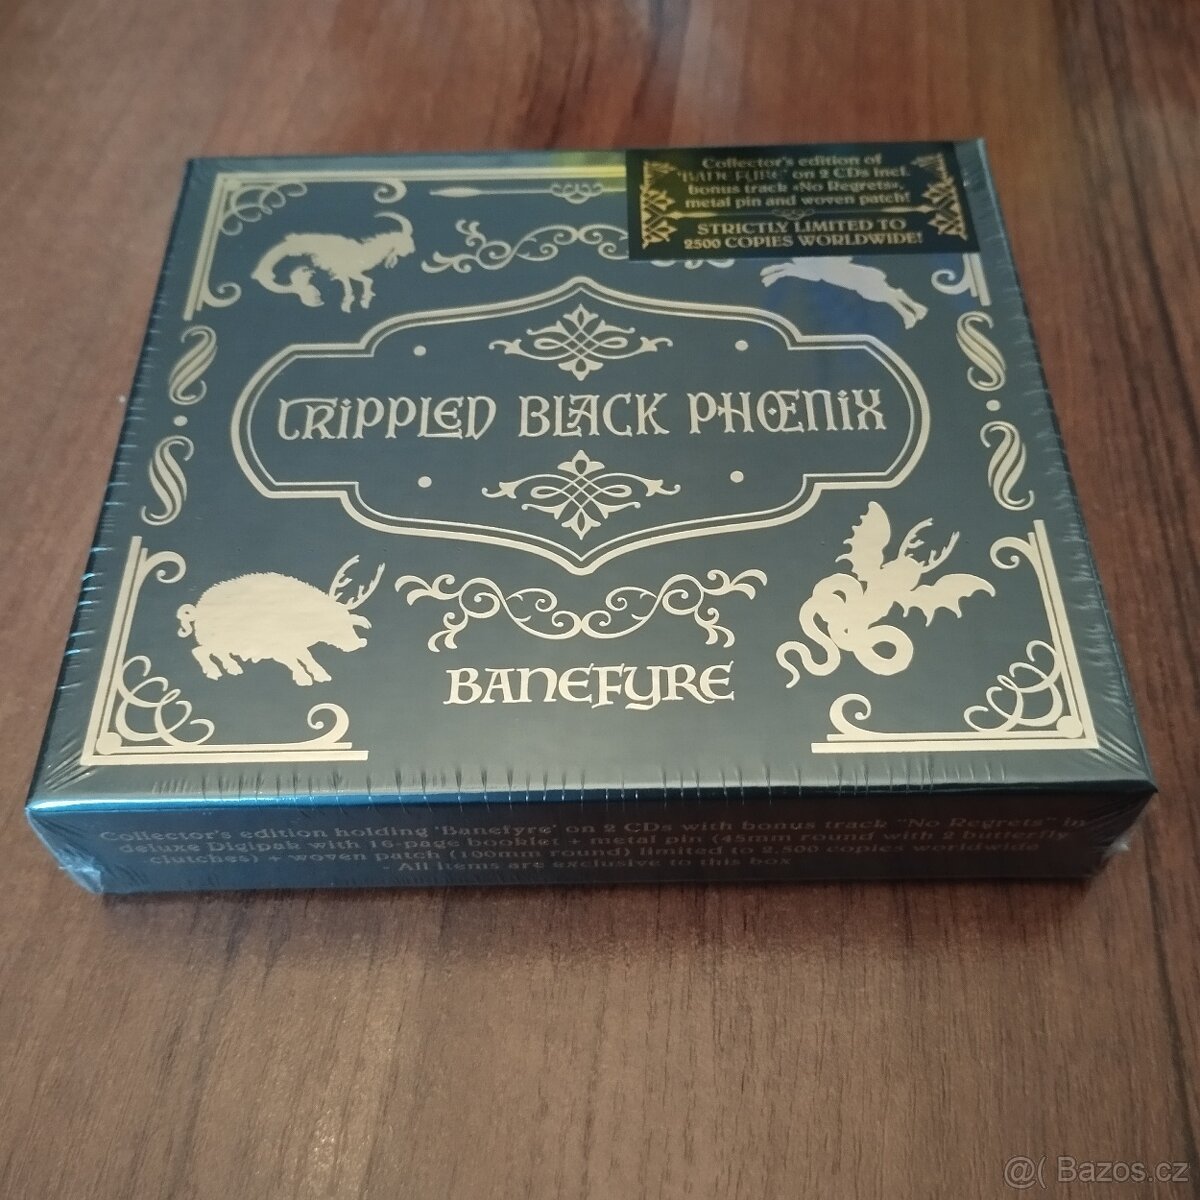 Collector's edition of
'BANEFYRE' on 2 CDs incl.
bonus track «No Regrets»,
metal pin and woven patch!
STRICTLY LIMITED TO
2500 COPIES WORLDWIDE!
CRIPPLED BLACK PHŒNIX
BANEFYRE
Collector's edition holding 'Banefyre' on 2 CDs with bonus track "No Regrets" in
deluxe Digipak with 16-page booklet + metal pin (45mm round with 2 butterfly
clutches) + woven patch (100mm round) limited to 2,500 copies worldwide
- All items are exclusive to this box
@( Bazos.cz